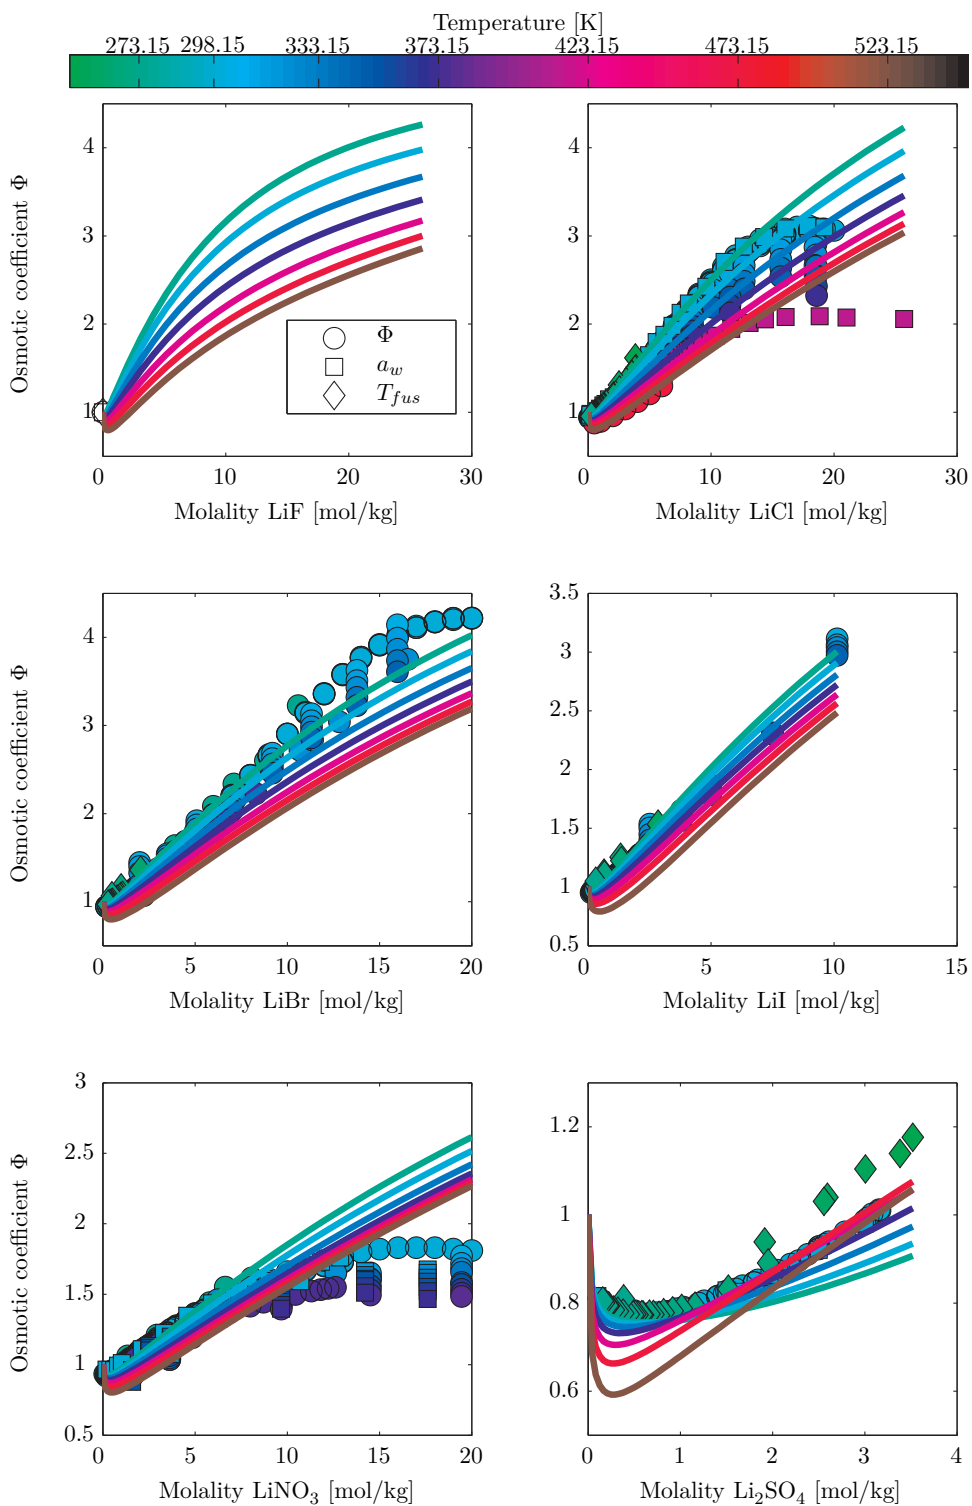 Temperature [K]
273.15 298.15 333.15 373.15 423.15 473.15 523.15
Osmotic coefficient Φ
4
3
2
1
0 10 20 30
Molality LiF [mol/kg]
Φ
a_w
T_fus
4
3
2
1
0 10 20 30
Molality LiCl [mol/kg]
Osmotic coefficient Φ
4
3
2
1
0 5 10 15 20
Molality LiBr [mol/kg]
3.5
3
2.5
2
1.5
1
0.5
0 5 10 15
Molality LiI [mol/kg]
Osmotic coefficient Φ
3
2.5
2
1.5
1
0.5
0 5 10 15 20
Molality LiNO₃ [mol/kg]
1.2
1
0.8
0.6
0 1 2 3 4
Molality Li₂SO₄ [mol/kg]